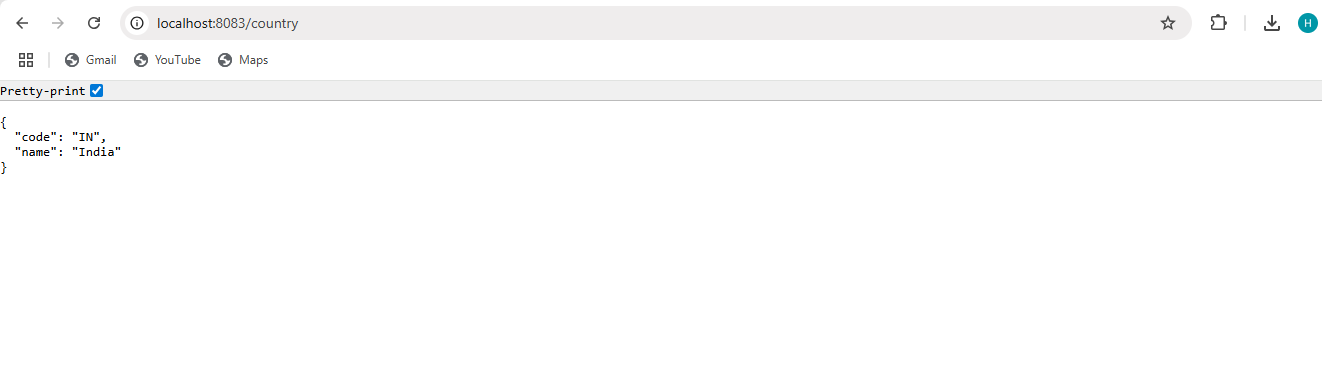 localhost:8083/country
H
Gmail
YouTube
Maps
Pretty-print
{
  "code": "IN",
  "name": "India"
}